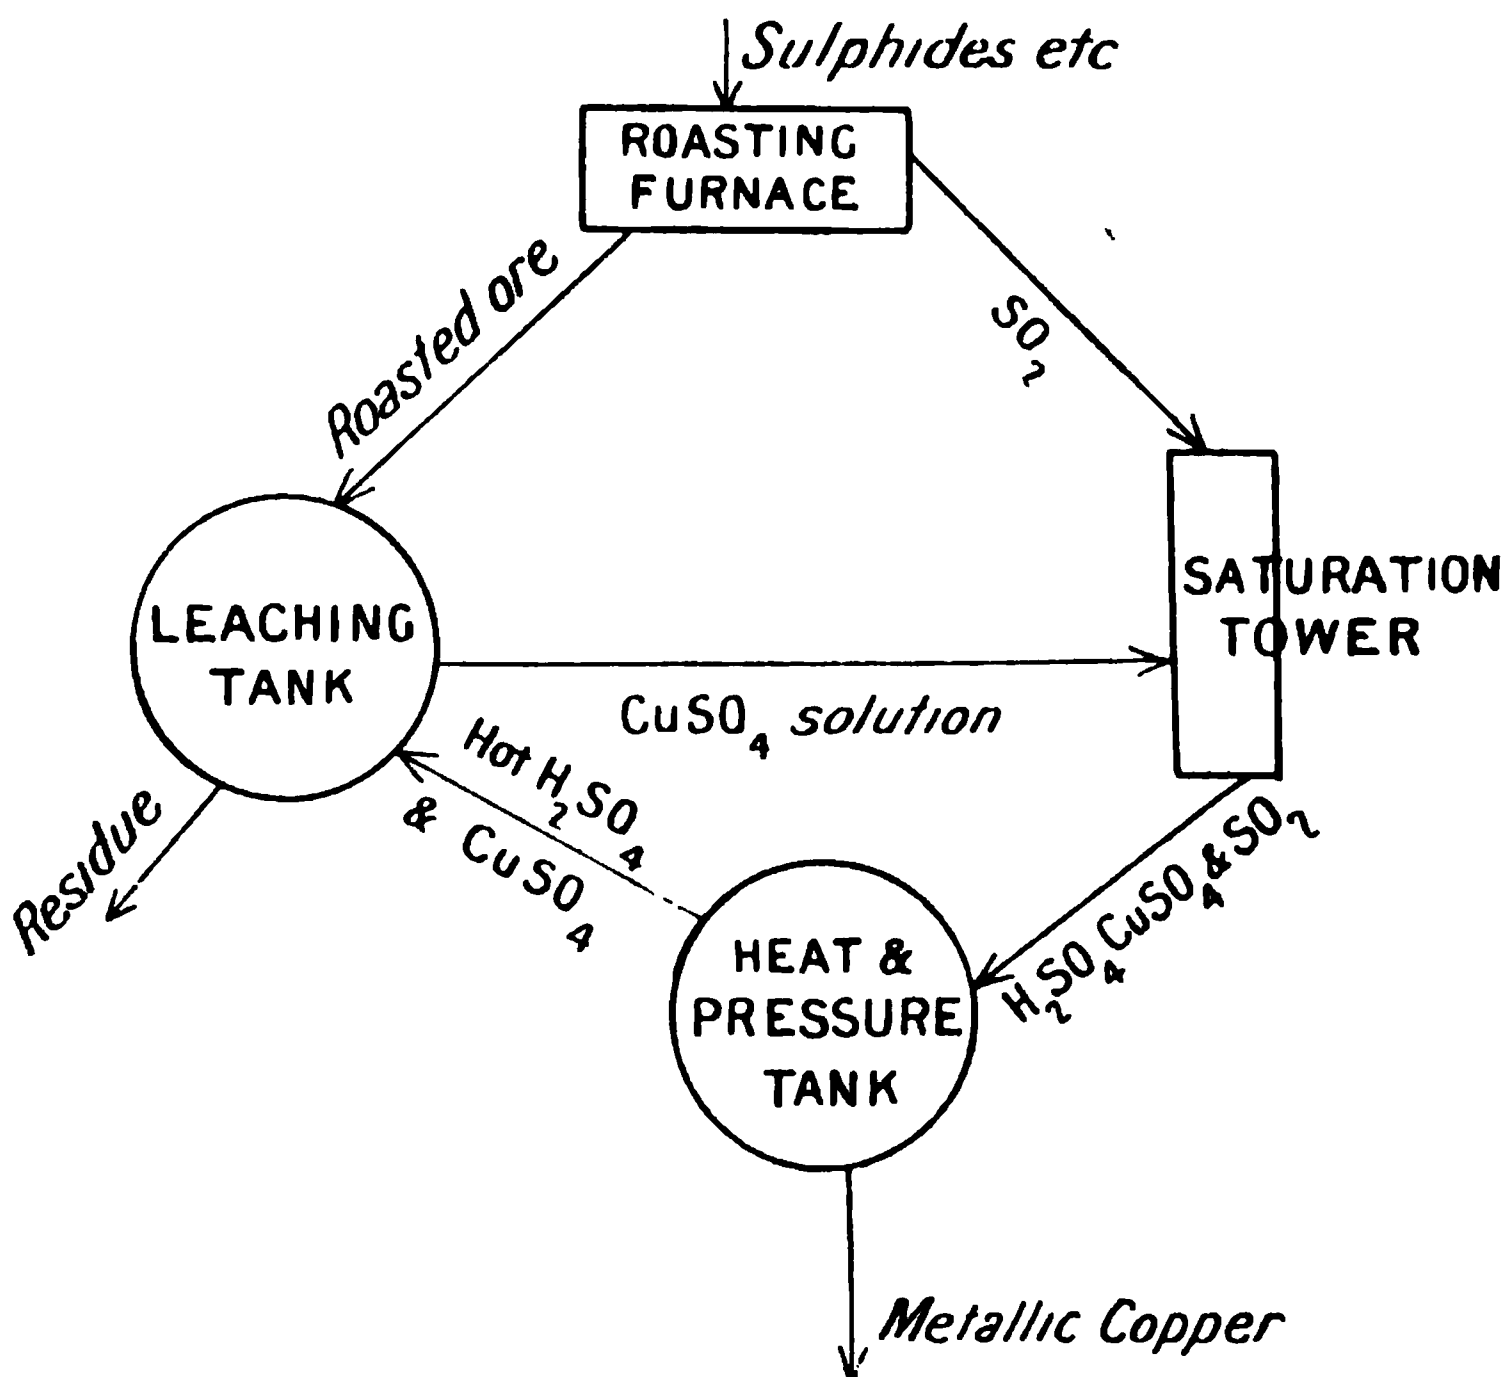 Sulphides etc
ROASTING
FURNACE
Roasted ore
SO₂
SATURATION
TOWER
LEACHING
TANK
CuSO₄ solution
Hot H₂SO₄
& CuSO₄
Residue
H₂SO₄ CuSO₄ & SO₂
HEAT &
PRESSURE
TANK
Metallic Copper